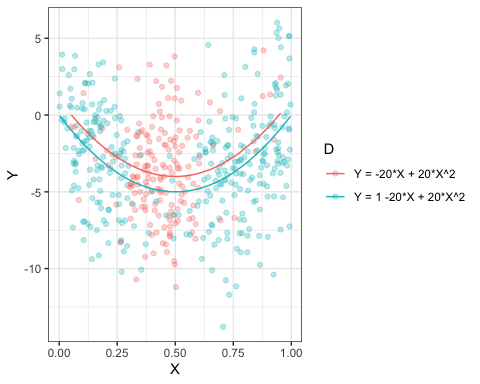 5
0
-5
-10
Y
0.00 0.25 0.50 0.75 1.00
X
D
Y = -20*X + 20*X^2
Y = 1 -20*X + 20*X^2